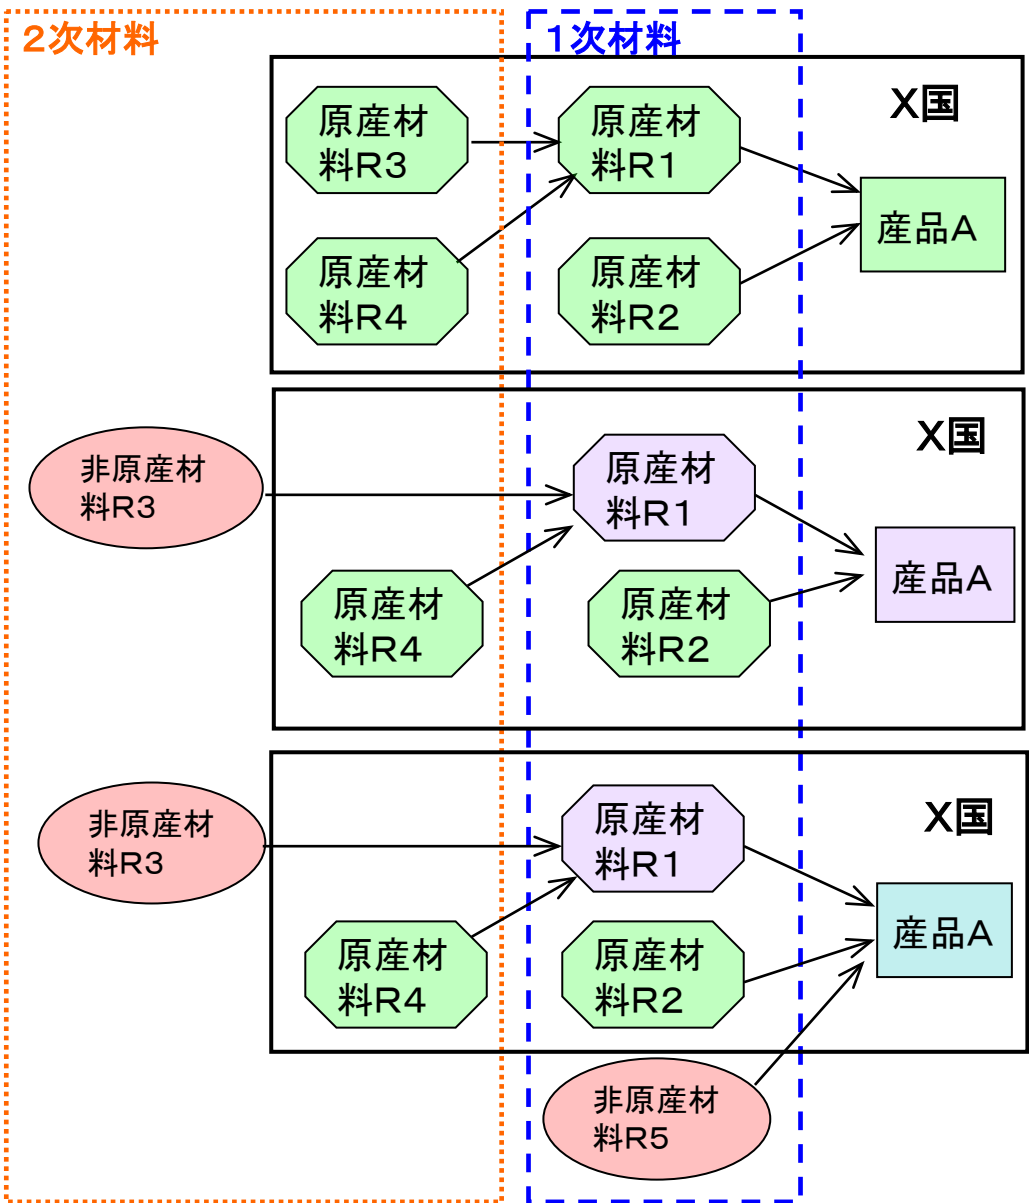 2次材料
1次材料
X国
原産材
料R3
原産材
料R1
産品A
原産材
料R4
原産材
料R2
X国
非原産材
料R3
原産材
料R1
産品A
原産材
料R4
原産材
料R2
X国
非原産材
料R3
原産材
料R1
産品A
原産材
料R4
原産材
料R2
非原産材
料R5